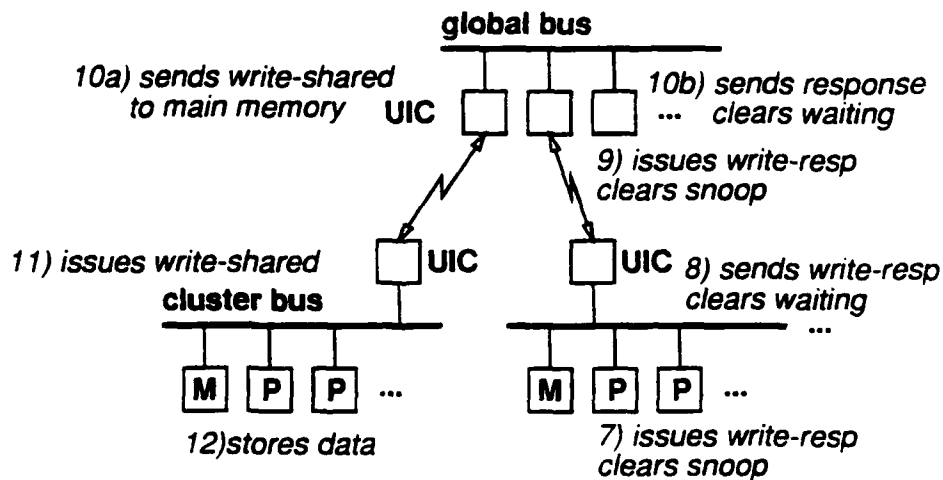 global bus
10a) sends write-shared
to main memory
UIC
...
10b) sends response
clears waiting
9) issues write-resp
clears snoop
11) issues write-shared
UIC
UIC
8) sends write-resp
clears waiting
cluster bus
...
M P P ...
M P P ...
12)stores data
7) issues write-resp
clears snoop